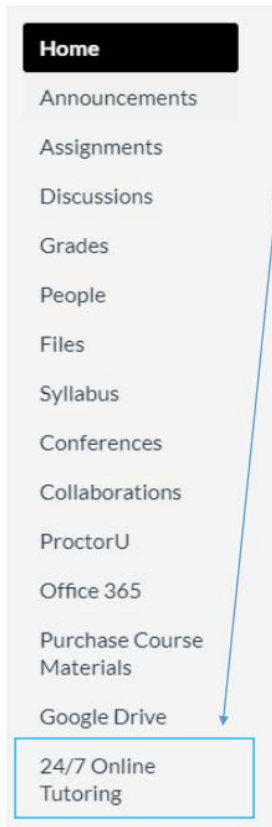 Home
Announcements
Assignments
Discussions
Grades
People
Files
Syllabus
Conferences
Collaborations
ProctorU
Office 365
Purchase Course
Materials
Google Drive
24/7 Online
Tutoring